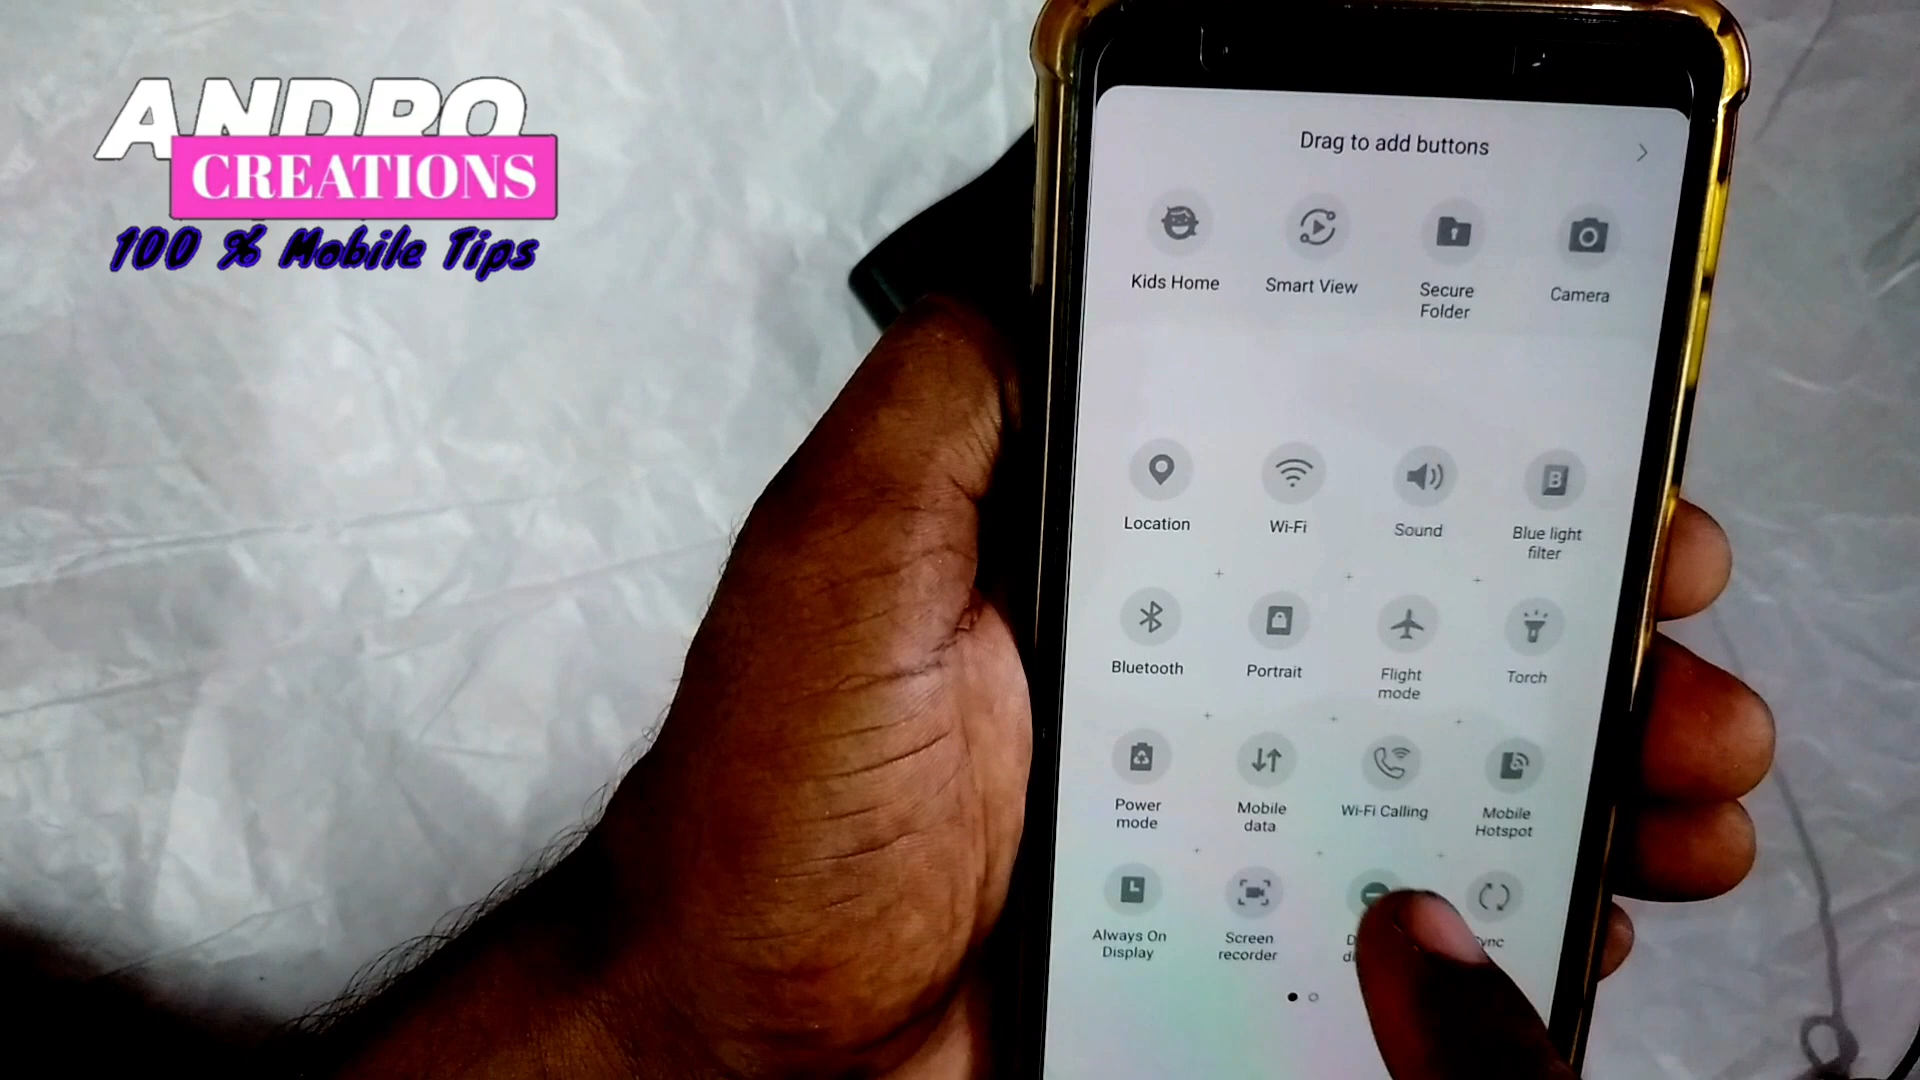 ANDRO
CREATIONS
100 % Mobile Tips
Drag to add buttons
Kids Home
Smart View
Secure
Folder
Camera
Location
Wi-Fi
Sound
B
Blue light
filter
Bluetooth
Portrait
Flight
mode
Torch
Power
mode
Mobile
data
Wi-Fi Calling
Mobile
Hotspot
Always On
Display
Screen
recorder